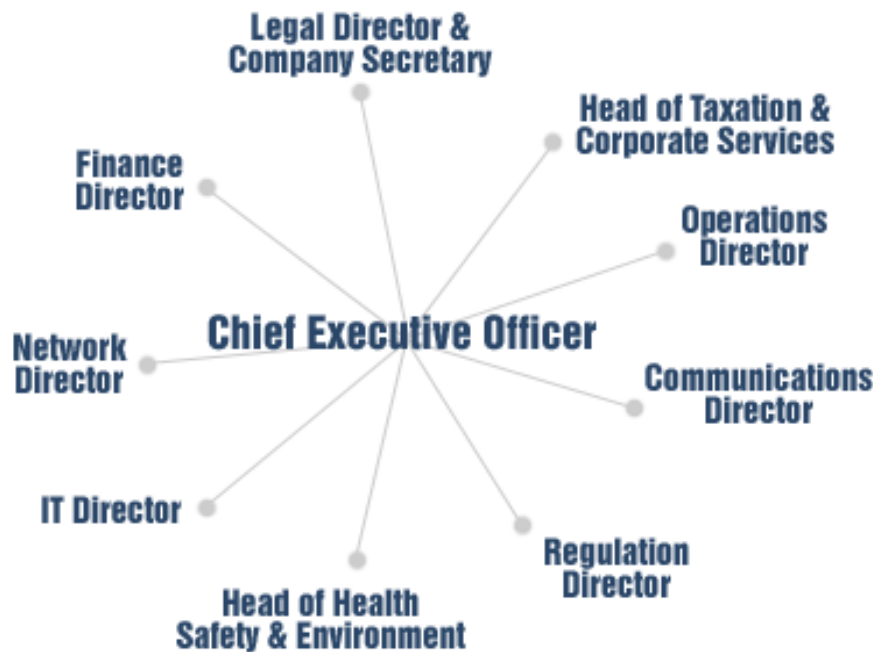 Legal Director &
Company Secretary
Head of Taxation &
Corporate Services
Finance
Director
Operations
Director
Chief Executive Officer
Network
Director
Communications
Director
IT Director
Regulation
Director
Head of Health
Safety & Environment